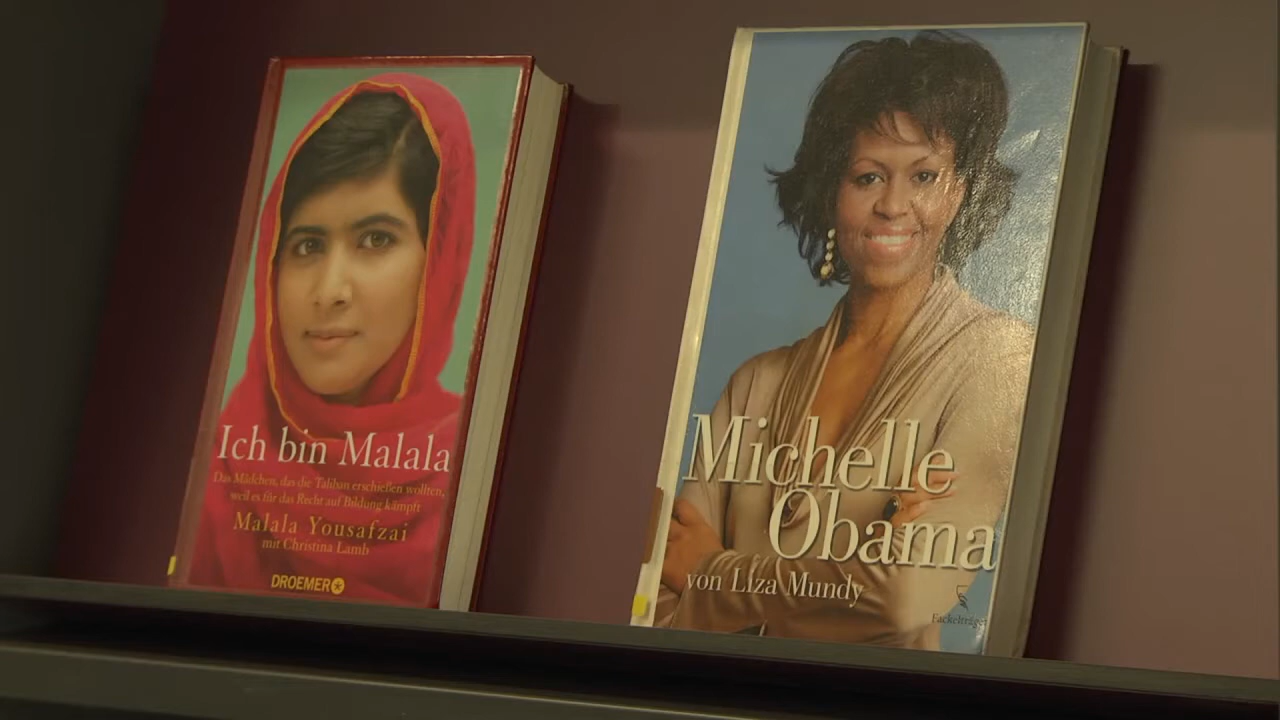 Ich bin Malala
Das Mädchen, das die Taliban erschießen wollten,
weil es für das Recht auf Bildung kämpft
Malala Yousafzai
mit Christina Lamb
DROEMER
Michelle
Obama
von Liza Mundy
Fackelträger